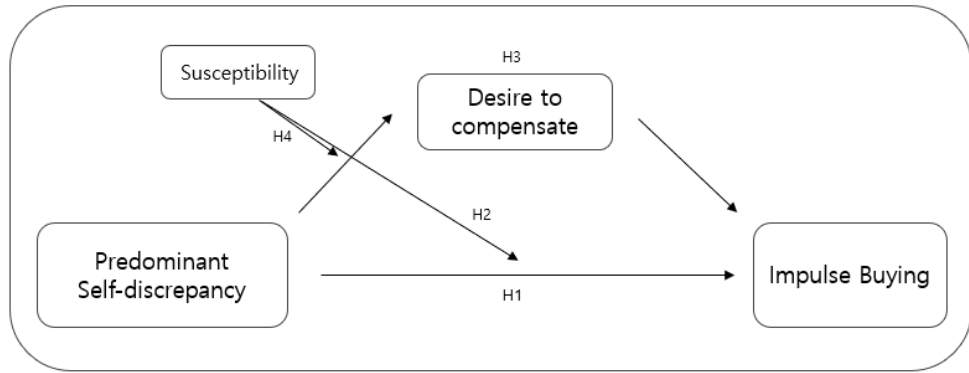 H3
Susceptibility
Desire to
compensate
H4
H2
Predominant
Self-discrepancy
Impulse Buying
H1